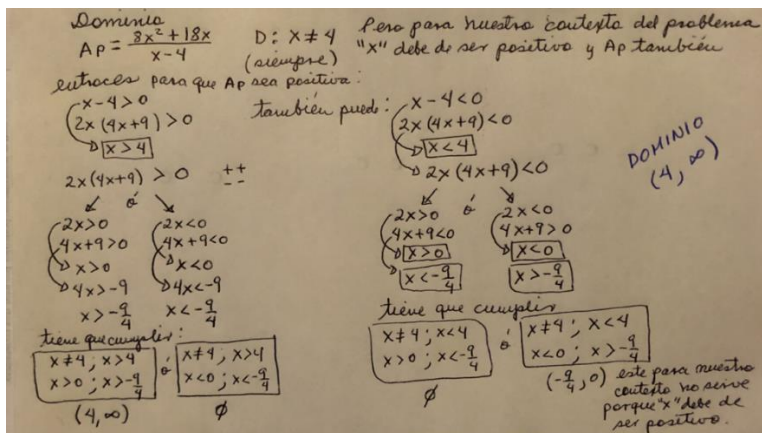 Dominio
Ap = 8x² + 18x / x - 4
D: x ≠ 4
(siempre)
Pero para nuestro contexto del problema
"x" debe de ser positivo y Ap también
entonces para que Ap sea positiva:
x - 4 > 0
2x (4x + 9) > 0
x > 4
2x (4x + 9) > 0
+ +
- -
ó
2x > 0
4x + 9 > 0
x > 0
4x > -9
x > -9/4
2x < 0
4x + 9 < 0
x < 0
4x < -9
x < -9/4
tiene que cumplir:
x ≠ 4 ; x > 4
x > 0 ; x > -9/4
(4, ∞)
ó
x ≠ 4 ; x > 4
x < 0 ; x < -9/4
∅
también puede:
x - 4 < 0
2x (4x + 9) < 0
x < 4
2x (4x + 9) < 0
ó
2x > 0
4x + 9 < 0
x > 0
x < -9/4
2x < 0
4x + 9 > 0
x < 0
x > -9/4
tiene que cumplir
x ≠ 4 ; x < 4
x > 0 ; x < -9/4
∅
ó
x ≠ 4 ; x < 4
x < 0 ; x > -9/4
(-9/4, 0)
este para nuestro
contexto no sirve
porque "x" debe de
ser positivo.
DOMINIO
(4, ∞)